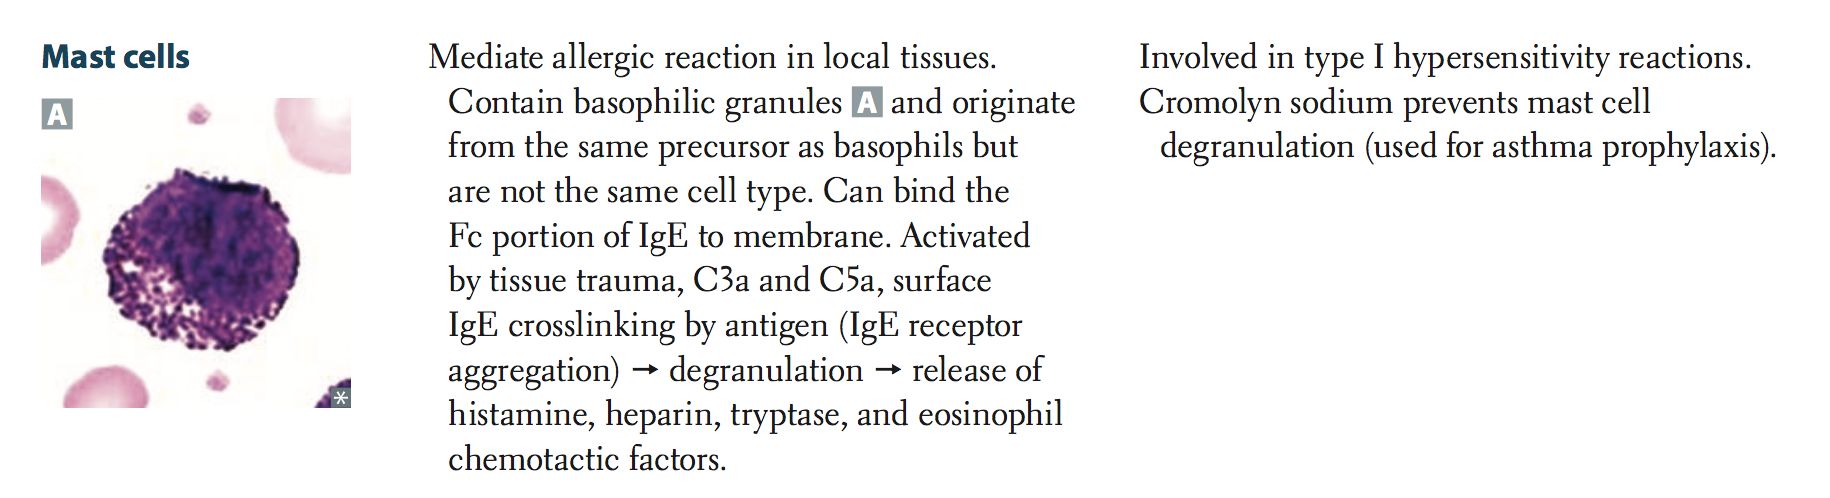 Mast cells
A
*
Mediate allergic reaction in local tissues.
Contain basophilic granules A and originate
from the same precursor as basophils but
are not the same cell type. Can bind the
Fc portion of IgE to membrane. Activated
by tissue trauma, C3a and C5a, surface
IgE crosslinking by antigen (IgE receptor
aggregation) → degranulation → release of
histamine, heparin, tryptase, and eosinophil
chemotactic factors.
Involved in type I hypersensitivity reactions.
Cromolyn sodium prevents mast cell
degranulation (used for asthma prophylaxis).